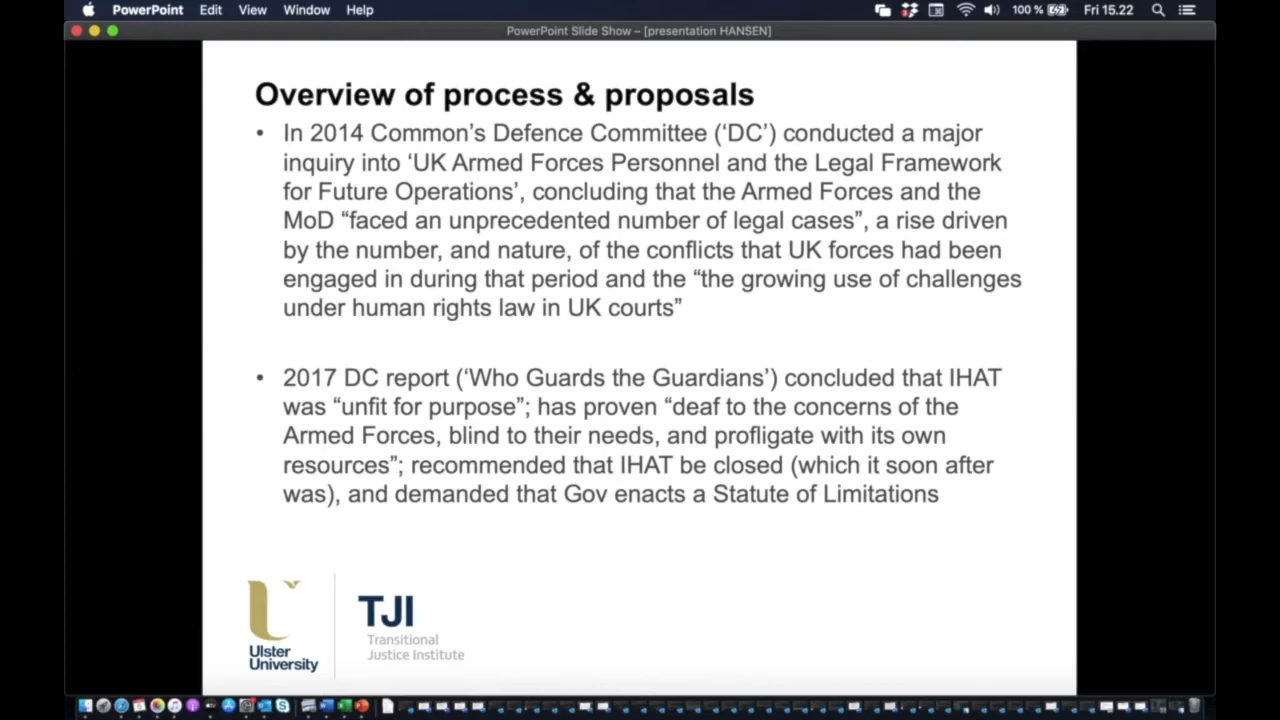 PowerPoint Edit View Window Help 100 % Fri 15.22
PowerPoint Slide Show – [presentation HANSEN]
Overview of process & proposals
• In 2014 Common’s Defence Committee (‘DC’) conducted a major
inquiry into ‘UK Armed Forces Personnel and the Legal Framework
for Future Operations’, concluding that the Armed Forces and the
MoD “faced an unprecedented number of legal cases”, a rise driven
by the number, and nature, of the conflicts that UK forces had been
engaged in during that period and the “the growing use of challenges
under human rights law in UK courts”
• 2017 DC report (‘Who Guards the Guardians’) concluded that IHAT
was “unfit for purpose”; has proven “deaf to the concerns of the
Armed Forces, blind to their needs, and profligate with its own
resources”; recommended that IHAT be closed (which it soon after
was), and demanded that Gov enacts a Statute of Limitations
Ulster
University
TJI
Transitional
Justice Institute